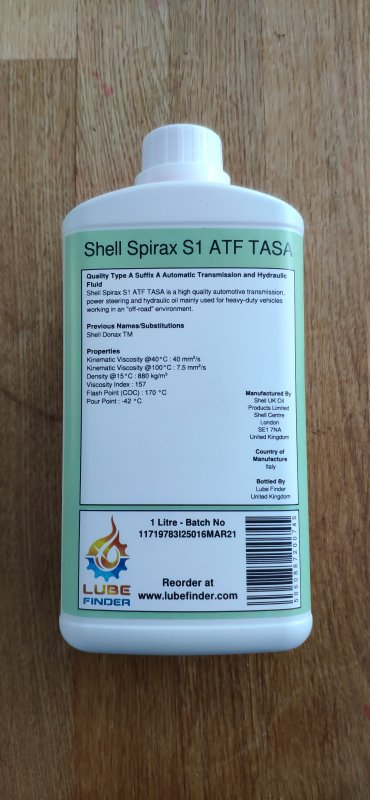 Shell Spirax S1 ATF TASA
Quality Type A Suffix A Automatic Transmission and Hydraulic
Fluid
Shell Spirax S1 ATF TASA is a high quality automotive transmission,
power steering and hydraulic oil mainly used for heavy-duty vehicles
working in an "off-road" environment.
Previous Names/Substitutions
Shell Donax TM
Properties
Kinematic Viscosity @40°C : 40 mm²/s
Kinematic Viscosity @100°C : 7.5 mm²/s
Density @15°C : 880 kg/m³
Viscosity Index : 157
Flash Point (COC) : 170 °C
Pour Point : -42 °C
Manufactured By
Shell UK Oil
Products Limited
Shell Centre
London
SE1 7NA
United Kingdom
Country of
Manufacture
Italy
Bottled By
Lube Finder
United Kingdom
LUBE
FINDER
1 Litre - Batch No
11719783I25016MAR21
Reorder at
www.lubefinder.com
5060887200745